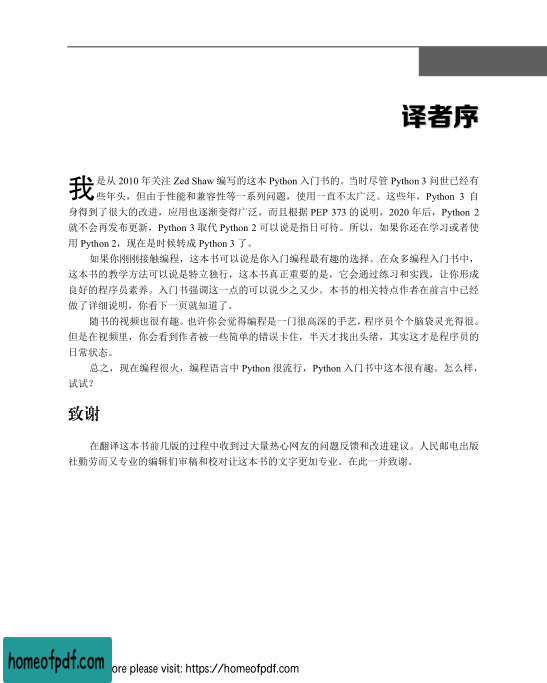 译者序
我是从 2010 年关注 Zed Shaw 编写的这本 Python 入门书的。当时尽管 Python 3 问世已经有
些年头，但由于性能和兼容性等一系列问题，使用一直不太广泛。这些年，Python 3 自
身得到了很大的改进，应用也逐渐变得广泛，而且根据 PEP 373 的说明，2020 年后，Python 2
就不会再发布更新，Python 3 取代 Python 2 可以说是指日可待。所以，如果你还在学习或者使
用 Python 2，现在是时候转成 Python 3 了。
如果你刚刚接触编程，这本书可以说是你入门编程最有趣的选择。在众多编程入门书中，
这本书的教学方法可以说是特立独行，这本书真正重要的是，它会通过练习和实践，让你形成
良好的程序员素养。入门书强调这一点的可以说少之又少。本书的相关特点作者在前言中已经
做了详细说明，你看下一页就知道了。
随书的视频也很有趣。也许你会觉得编程是一门很高深的手艺，程序员个个脑袋灵光得很。
但是在视频里，你会看到作者被一些简单的错误卡住，半天才找出头绪，其实这才是程序员的
日常状态。
总之，现在编程很火，编程语言中 Python 很流行，Python 入门书中这本很有趣。怎么样，
试试？
致谢
在翻译这本书前几版的过程中收到过大量热心网友的问题反馈和改进建议。人民邮电出版
社勤劳而又专业的编辑们审稿和校对让这本书的文字更加专业。在此一并致谢。
homeofpdf.com
ore please visit: https://homeofpdf.com